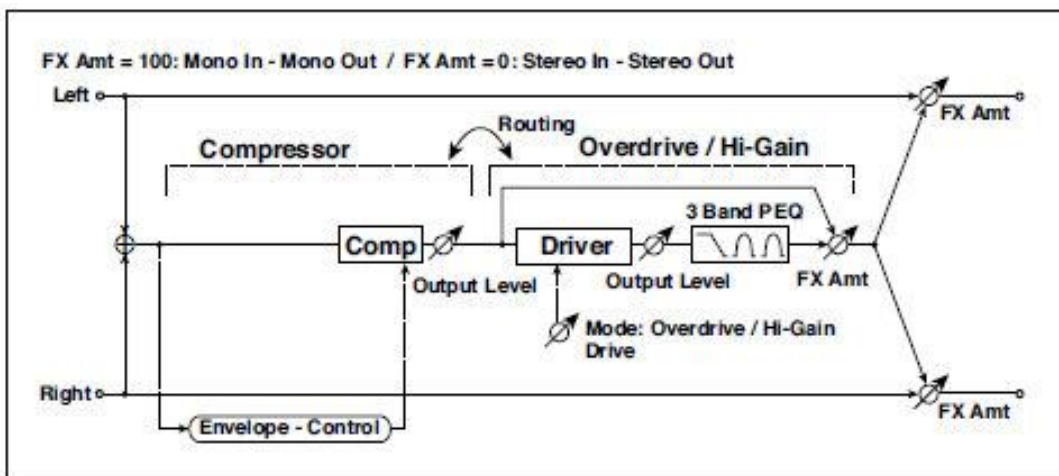 FX Amt = 100: Mono In - Mono Out / FX Amt = 0: Stereo In - Stereo Out
Left
FX Amt
Routing
Compressor
Overdrive / Hi-Gain
3 Band PEQ
Comp
Driver
Output Level
Output Level
FX Amt
Mode: Overdrive / Hi-Gain
Drive
Right
FX Amt
Envelope - Control